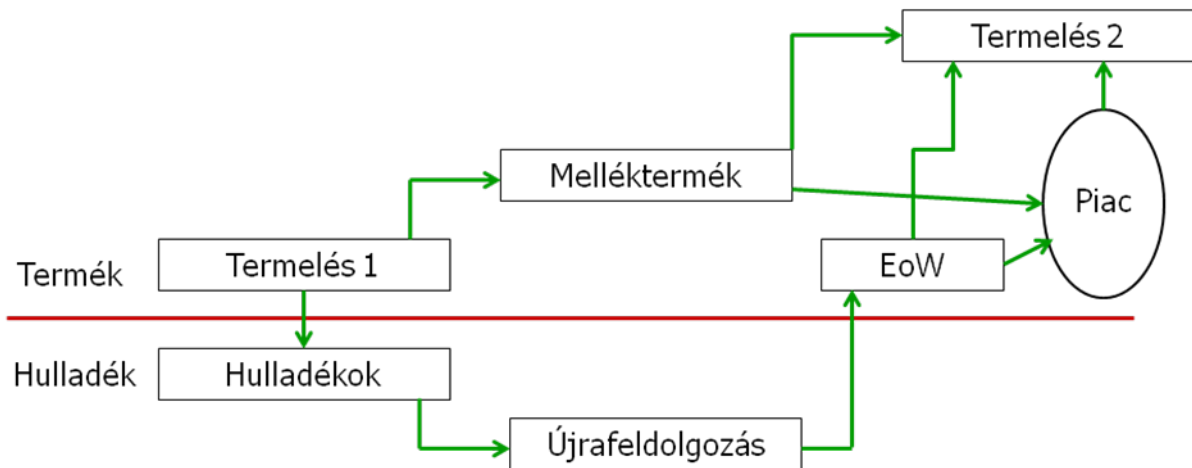 Termelés 2
Melléktermék
Piac
Termelés 1
EoW
Termék
Hulladék
Hulladékok
Újrafeldolgozás